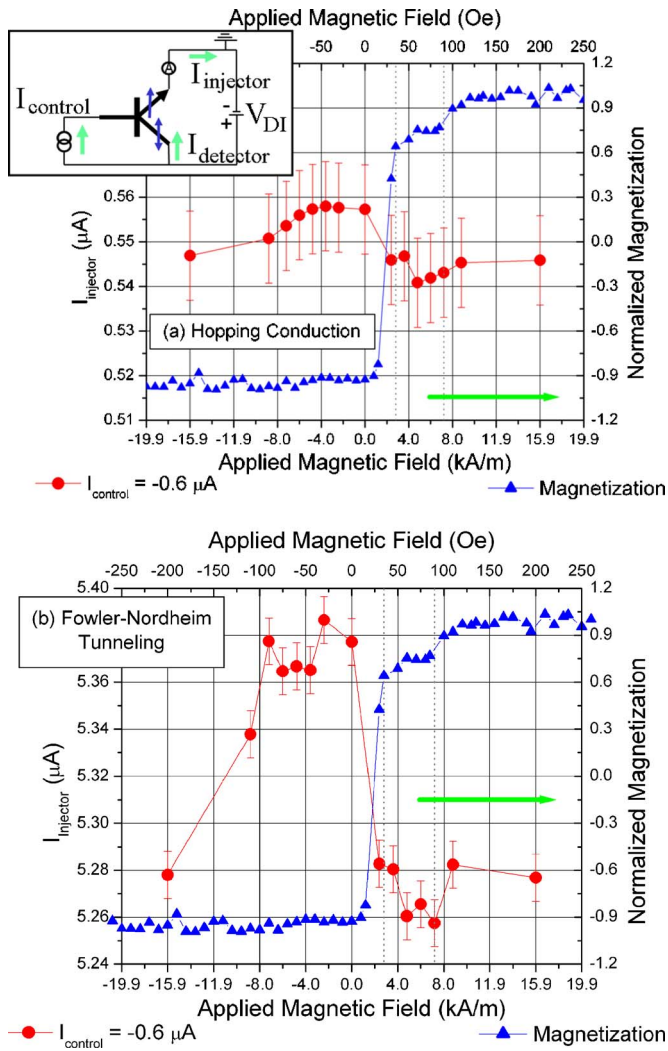 Applied Magnetic Field (Oe)
-50 0 50 100 150 200 250
I control
A
I injector
-
+
V DI
I detector
0.56
0.55
0.54
0.53
0.52
0.51
I injector (μA)
1.2
0.9
0.6
0.3
0.0
-0.3
-0.6
-0.9
-1.2
Normalized Magnetization
(a) Hopping Conduction
-19.9 -15.9 -11.9 -8.0 -4.0 0.0 4.0 8.0 11.9 15.9 19.9
Applied Magnetic Field (kA/m)
I control = -0.6 μA
Magnetization
Applied Magnetic Field (Oe)
-250 -200 -150 -100 -50 0 50 100 150 200 250
(b) Fowler-Nordheim
Tunneling
5.40
5.38
5.36
5.34
5.32
5.30
5.28
5.26
5.24
I Injector (μA)
1.2
0.9
0.6
0.3
0.0
-0.3
-0.6
-0.9
-1.2
Normalized Magnetization
-19.9 -15.9 -11.9 -8.0 -4.0 0.0 4.0 8.0 11.9 15.9 19.9
Applied Magnetic Field (kA/m)
I control = -0.6 μA
Magnetization